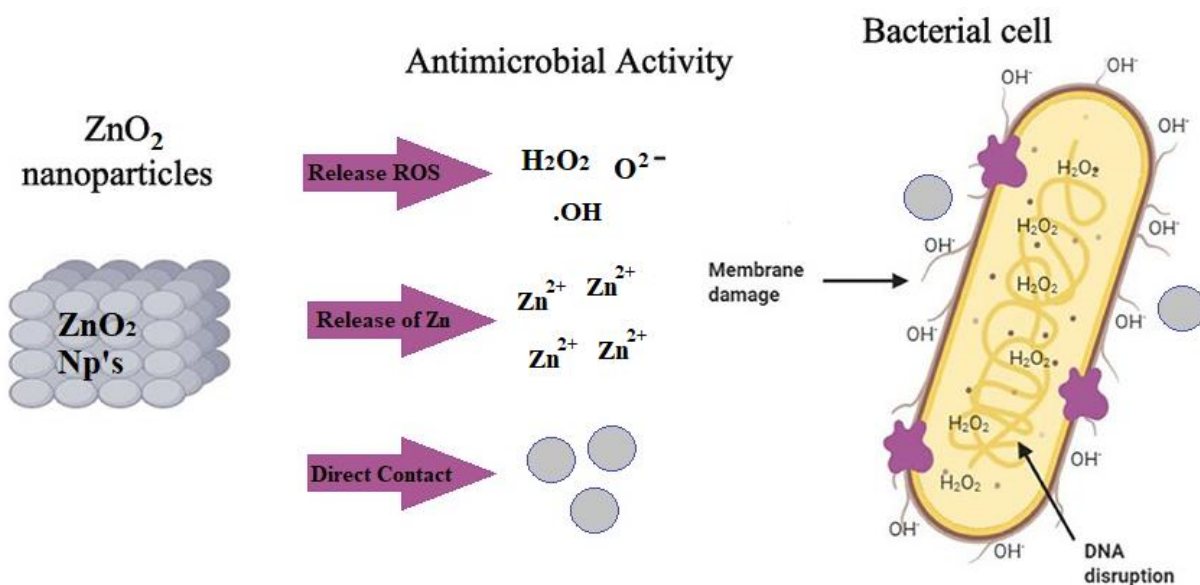 Antimicrobial Activity
Bacterial cell
ZnO₂
nanoparticles
ZnO₂
Np's
Release ROS
H₂O₂ O²⁻
.OH
Release of Zn
Zn²⁺ Zn²⁺
Zn²⁺ Zn²⁺
Direct Contact
Membrane
damage
OH⁻
OH⁻
OH⁻
OH⁻
OH⁻
OH⁻
OH⁻
OH⁻
OH⁻
OH⁻
OH⁻
H₂O₂
H₂O₂
H₂O₂
H₂O₂
H₂O₂
H₂O₂
DNA
disruption